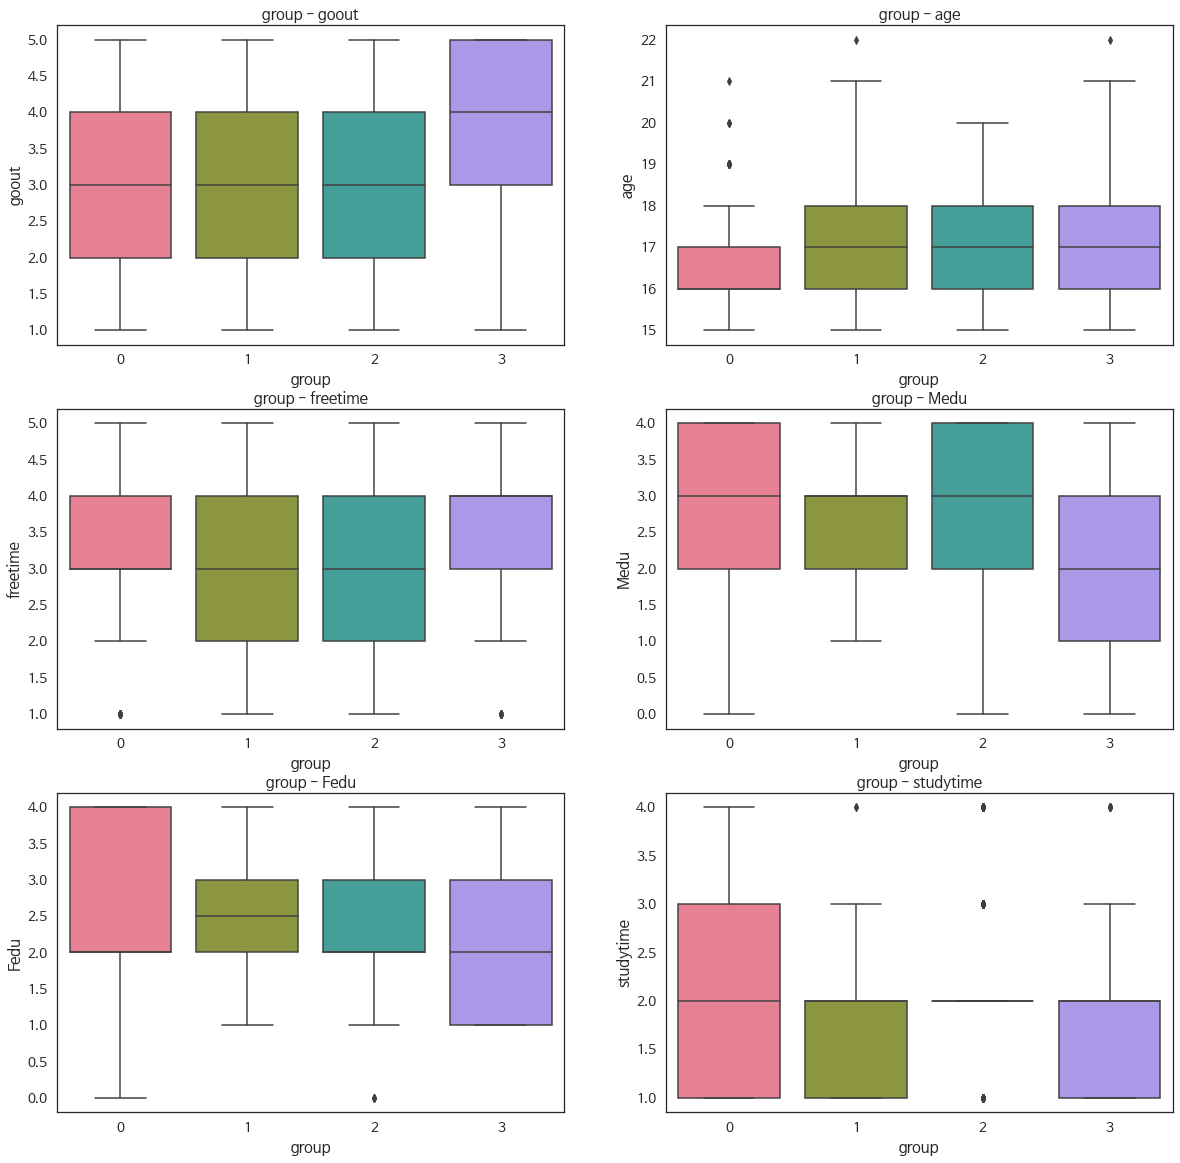 group − goout
goout
5.0
4.5
4.0
3.5
3.0
2.5
2.0
1.5
1.0
0 1 2 3
group
group − age
age
22
21
20
19
18
17
16
15
0 1 2 3
group
group − freetime
freetime
5.0
4.5
4.0
3.5
3.0
2.5
2.0
1.5
1.0
0 1 2 3
group
group − Medu
Medu
4.0
3.5
3.0
2.5
2.0
1.5
1.0
0.5
0.0
0 1 2 3
group
group − Fedu
Fedu
4.0
3.5
3.0
2.5
2.0
1.5
1.0
0.5
0.0
0 1 2 3
group
group − studytime
studytime
4.0
3.5
3.0
2.5
2.0
1.5
1.0
0 1 2 3
group